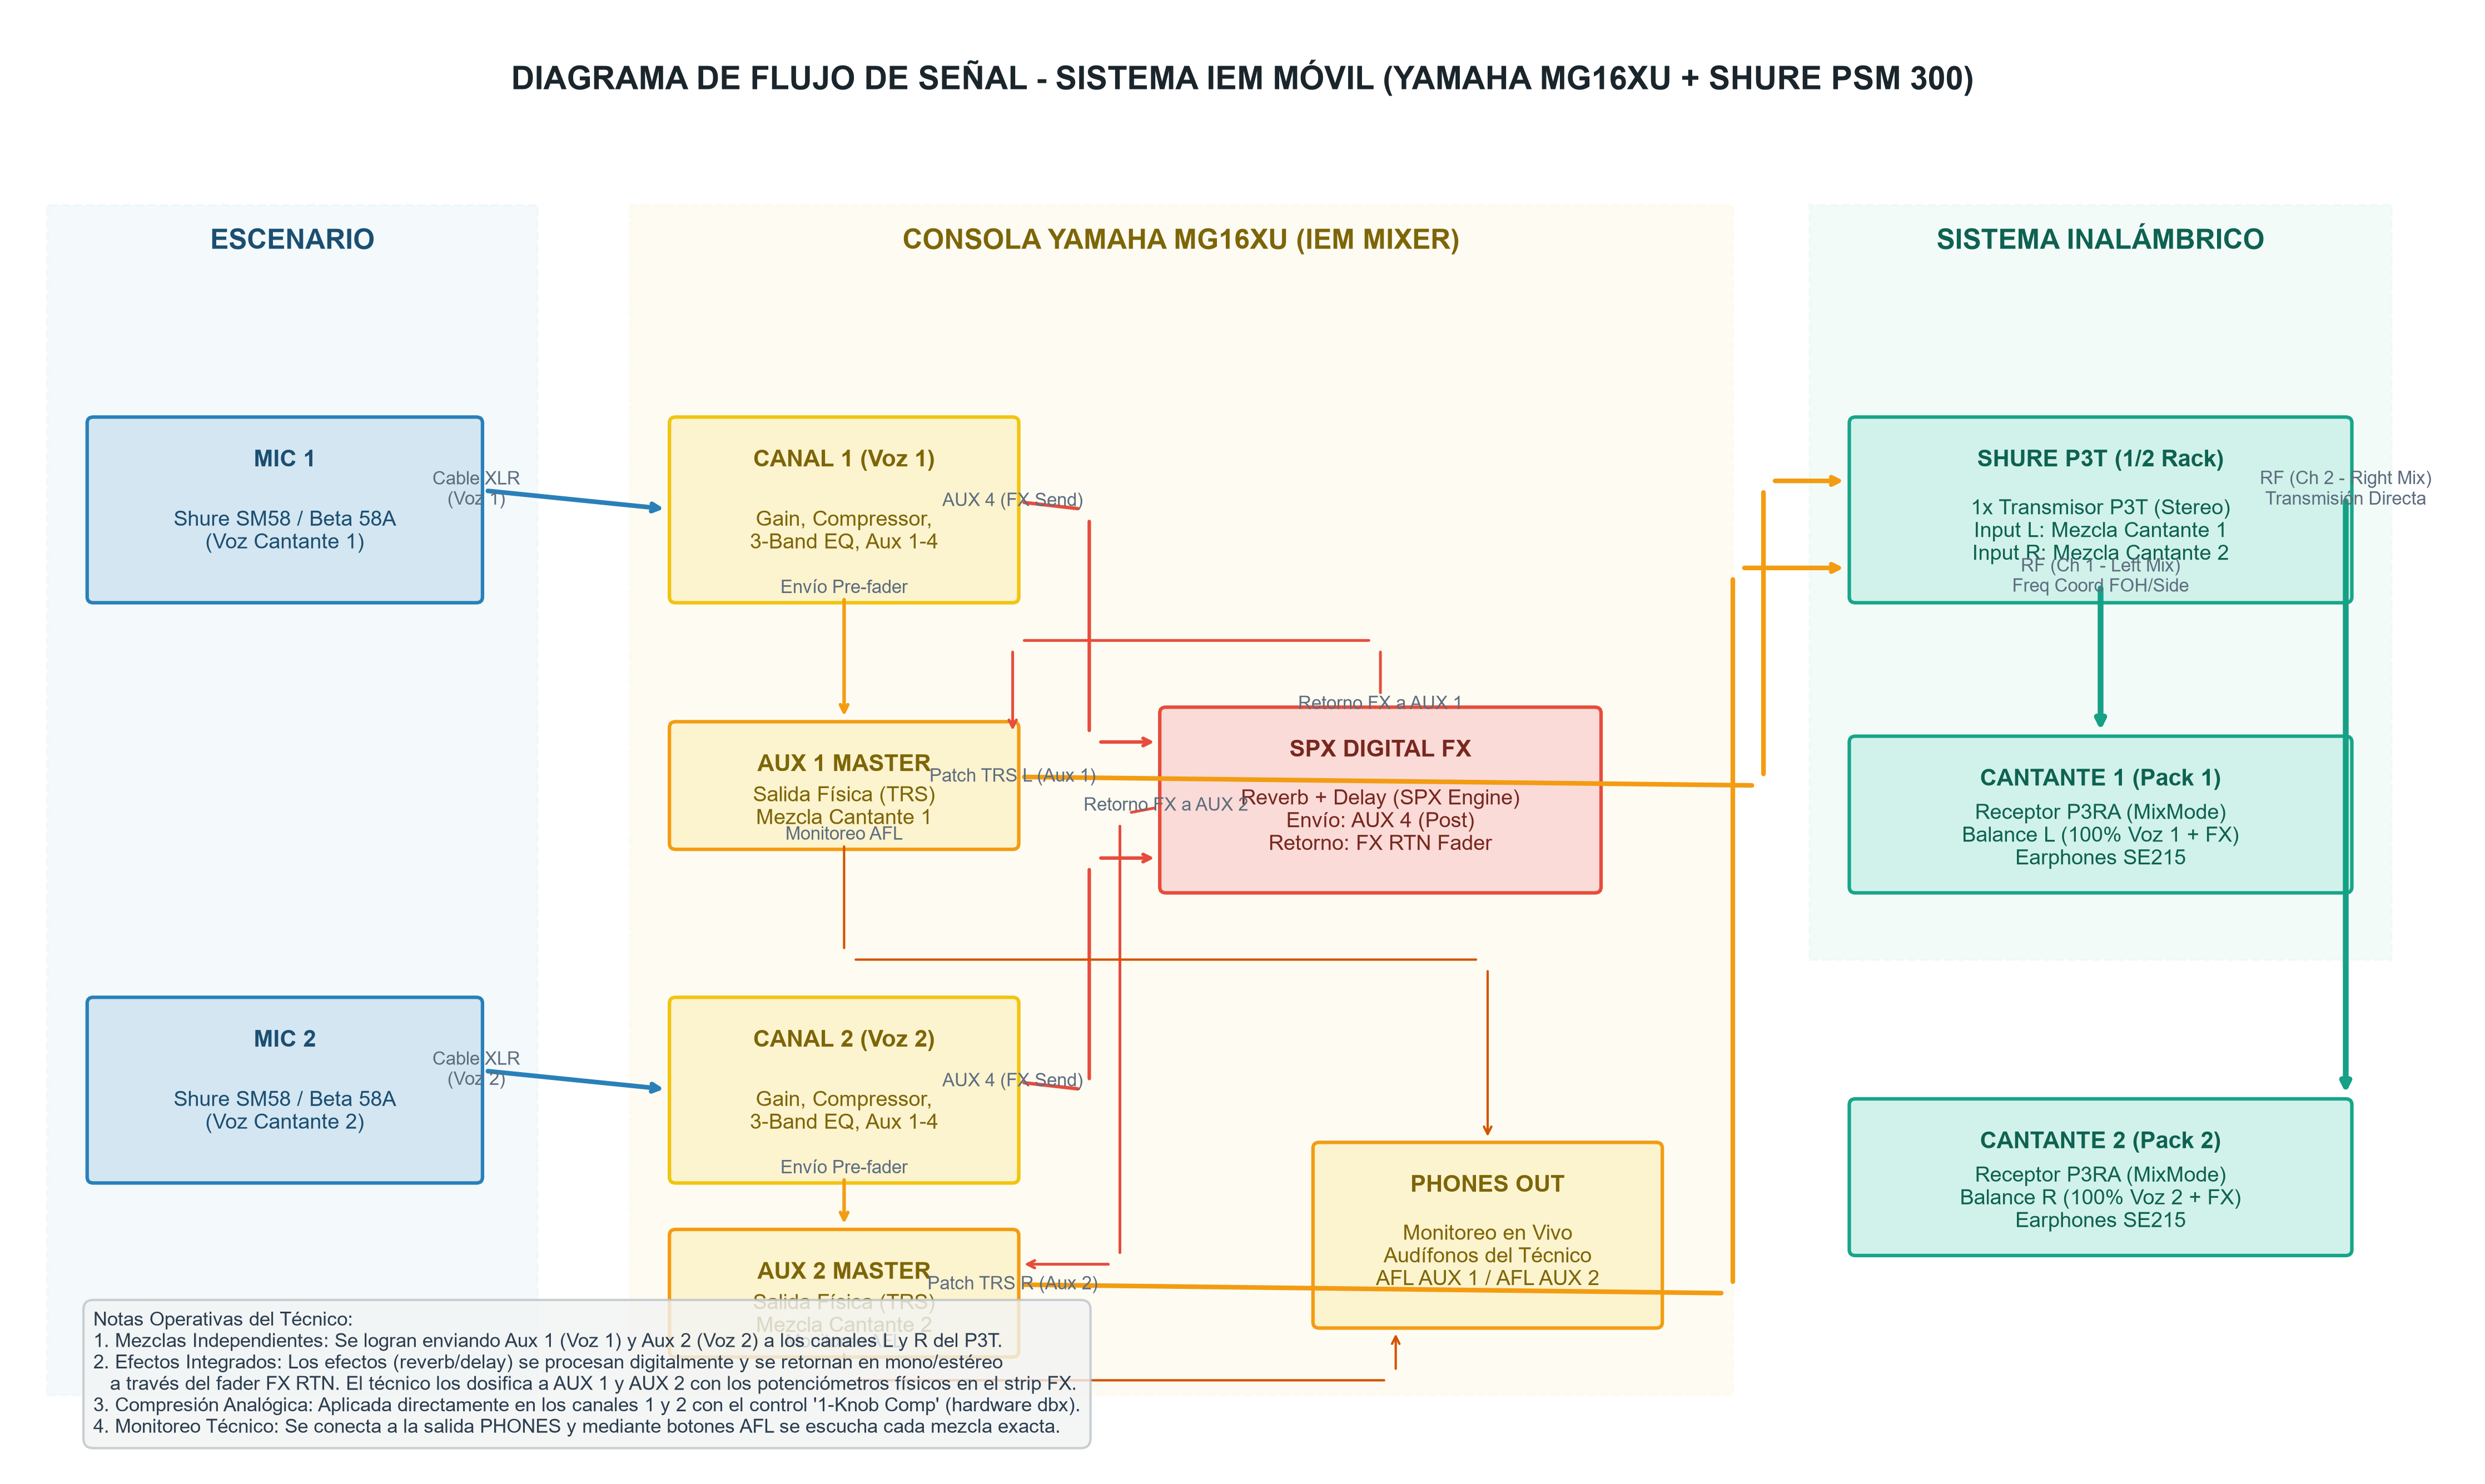 DIAGRAMA DE FLUJO DE SEÑAL - SISTEMA IEM MÓVIL (YAMAHA MG16XU + SHURE PSM 300)
ESCENARIO
MIC 1
Shure SM58 / Beta 58A
(Voz Cantante 1)
Cable XLR
(Voz 1)
MIC 2
Shure SM58 / Beta 58A
(Voz Cantante 2)
Cable XLR
(Voz 2)
CONSOLA YAMAHA MG16XU (IEM MIXER)
CANAL 1 (Voz 1)
Gain, Compressor,
3-Band EQ, Aux 1-4
Envío Pre-fader
AUX 4 (FX Send)
AUX 1 MASTER
Salida Física (TRS)
Mezcla Cantante 1
Monitoreo AFL
Patch TRS L (Aux 1)
Retorno FX a AUX 1
SPX DIGITAL FX
Reverb + Delay (SPX Engine)
Envío: AUX 4 (Post)
Retorno: FX RTN Fader
Retorno FX a AUX 2
CANAL 2 (Voz 2)
Gain, Compressor,
3-Band EQ, Aux 1-4
Envío Pre-fader
AUX 4 (FX Send)
AUX 2 MASTER
Salida Física (TRS)
Mezcla Cantante 2
Patch TRS R (Aux 2)
PHONES OUT
Monitoreo en Vivo
Audífonos del Técnico
AFL AUX 1 / AFL AUX 2
SISTEMA INALÁMBRICO
SHURE P3T (1/2 Rack)
1x Transmisor P3T (Stereo)
Input L: Mezcla Cantante 1
Input R: Mezcla Cantante 2
RF (Ch 1 - Left Mix)
Freq Coord FOH/Side
RF (Ch 2 - Right Mix)
Transmisión Directa
CANTANTE 1 (Pack 1)
Receptor P3RA (MixMode)
Balance L (100% Voz 1 + FX)
Earphones SE215
CANTANTE 2 (Pack 2)
Receptor P3RA (MixMode)
Balance R (100% Voz 2 + FX)
Earphones SE215
Notas Operativas del Técnico:
1. Mezclas Independientes: Se logran enviando Aux 1 (Voz 1) y Aux 2 (Voz 2) a los canales L y R del P3T.
2. Efectos Integrados: Los efectos (reverb/delay) se procesan digitalmente y se retornan en mono/estéreo
a través del fader FX RTN. El técnico los dosifica a AUX 1 y AUX 2 con los potenciómetros físicos en el strip FX.
3. Compresión Analógica: Aplicada directamente en los canales 1 y 2 con el control '1-Knob Comp' (hardware dbx).
4. Monitoreo Técnico: Se conecta a la salida PHONES y mediante botones AFL se escucha cada mezcla exacta.